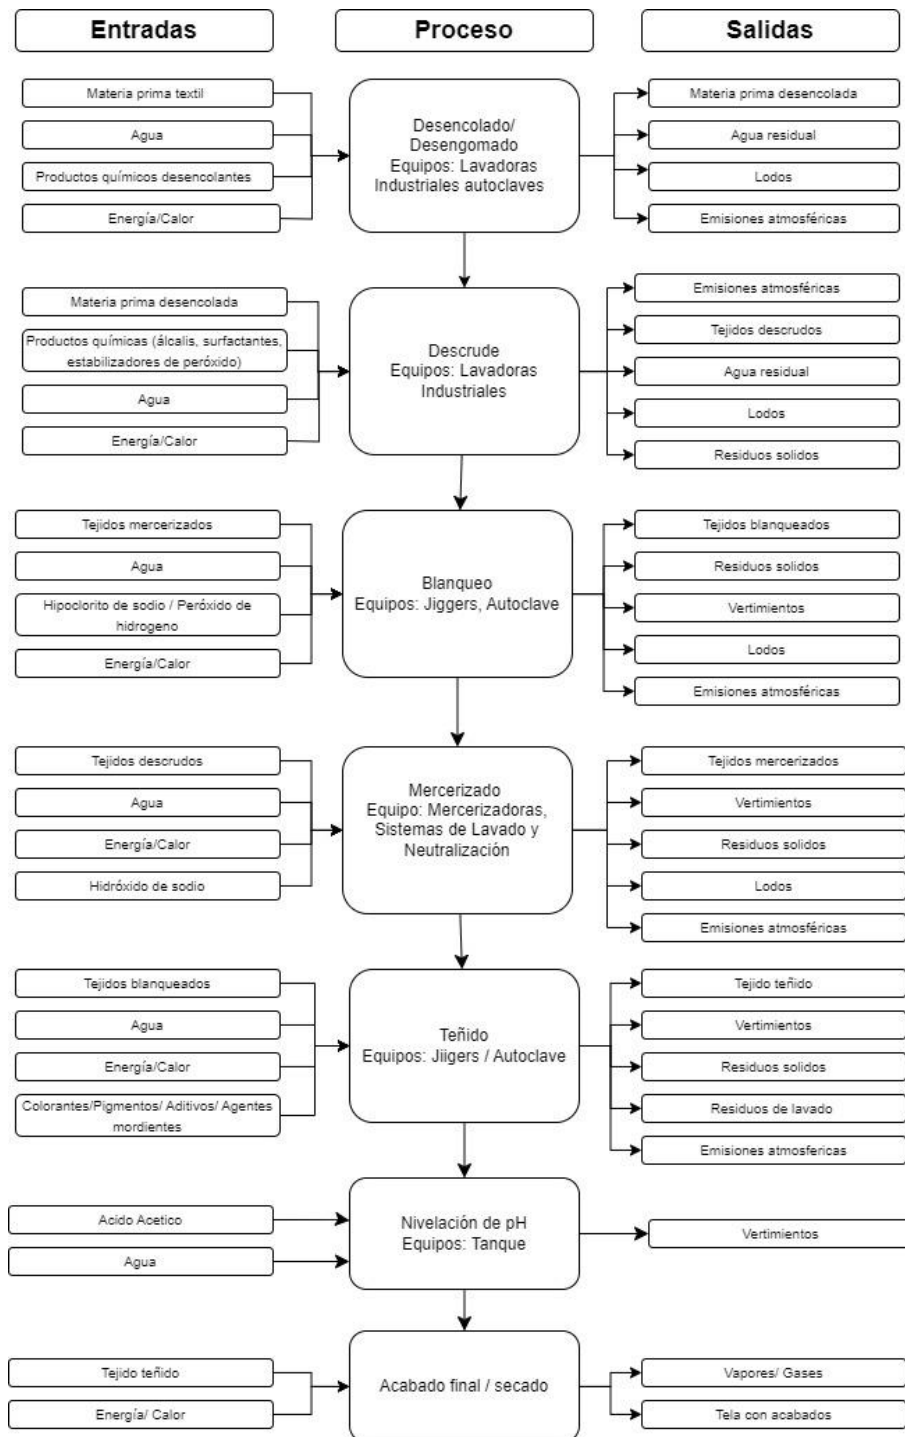 Entradas
Proceso
Salidas
Materia prima textil
Agua
Productos químicos desencolantes
Energía/Calor
Desencolado/
Desengomado
Equipos: Lavadoras
Industriales autoclaves
Materia prima desencolada
Agua residual
Lodos
Emisiones atmosféricas
Materia prima desencolada
Productos químicas (álcalis, surfactantes,
estabilizadores de peróxido)
Agua
Energía/Calor
Descrude
Equipos: Lavadoras
Industriales
Emisiones atmosféricas
Tejidos descrudos
Agua residual
Lodos
Residuos solidos
Tejidos mercerizados
Agua
Hipoclorito de sodio / Peróxido de
hidrogeno
Energía/Calor
Blanqueo
Equipos: Jiggers, Autoclave
Tejidos blanqueados
Residuos solidos
Vertimientos
Lodos
Emisiones atmosféricas
Tejidos descrudos
Agua
Energía/Calor
Hidróxido de sodio
Mercerizado
Equipo: Mercerizadoras,
Sistemas de Lavado y
Neutralización
Tejidos mercerizados
Vertimientos
Residuos solidos
Lodos
Emisiones atmosféricas
Tejidos blanqueados
Agua
Energía/Calor
Colorantes/Pigmentos/ Aditivos/ Agentes
mordientes
Teñido
Equipos: Jiigers / Autoclave
Tejido teñido
Vertimientos
Residuos solidos
Residuos de lavado
Emisiones atmosfericas
Acido Acetico
Agua
Nivelación de pH
Equipos: Tanque
Vertimientos
Tejido teñido
Energía/ Calor
Acabado final / secado
Vapores/ Gases
Tela con acabados